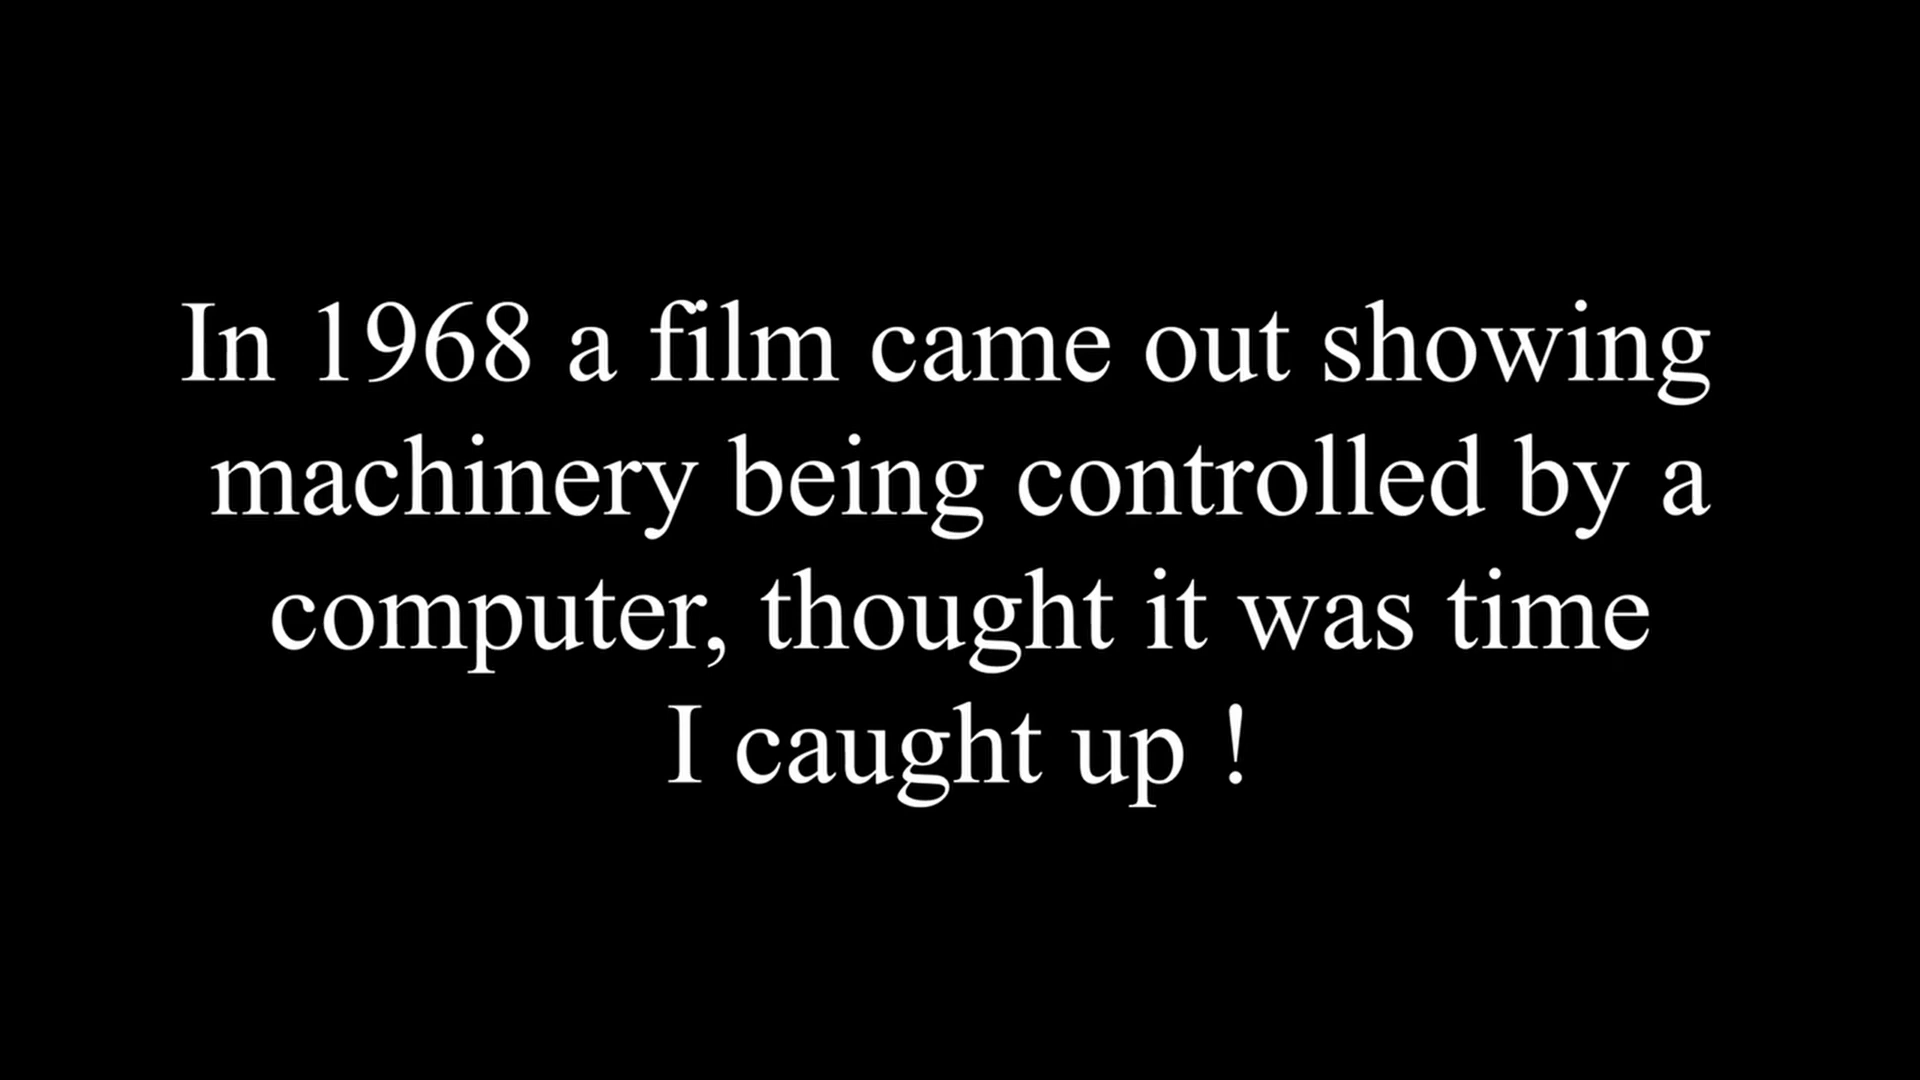 In 1968 a film came out showing
machinery being controlled by a
computer, thought it was time
I caught up !